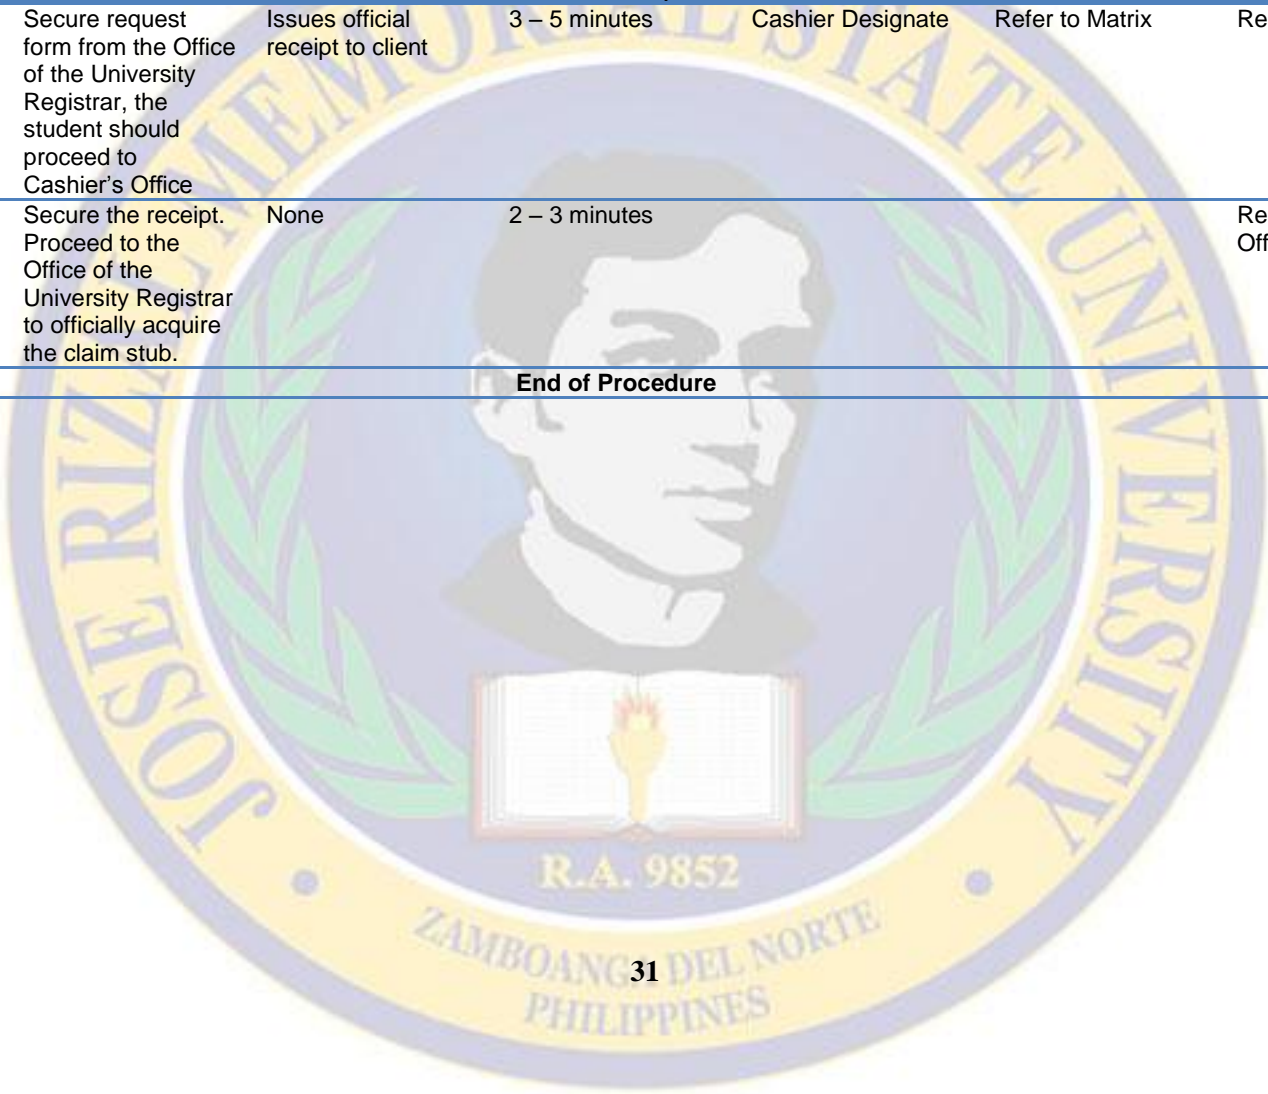 Secure request
form from the Office
of the University
Registrar, the
student should
proceed to
Cashier’s Office
Issues official
receipt to client
3 – 5 minutes
Cashier Designate
Refer to Matrix
Secure the receipt.
Proceed to the
Office of the
University Registrar
to officially acquire
the claim stub.
None
2 – 3 minutes
End of Procedure
JOSE RIZAL MEMORIAL STATE UNIVERSITY
R.A. 9852
ZAMBOANGA DEL NORTE
PHILIPPINES
31